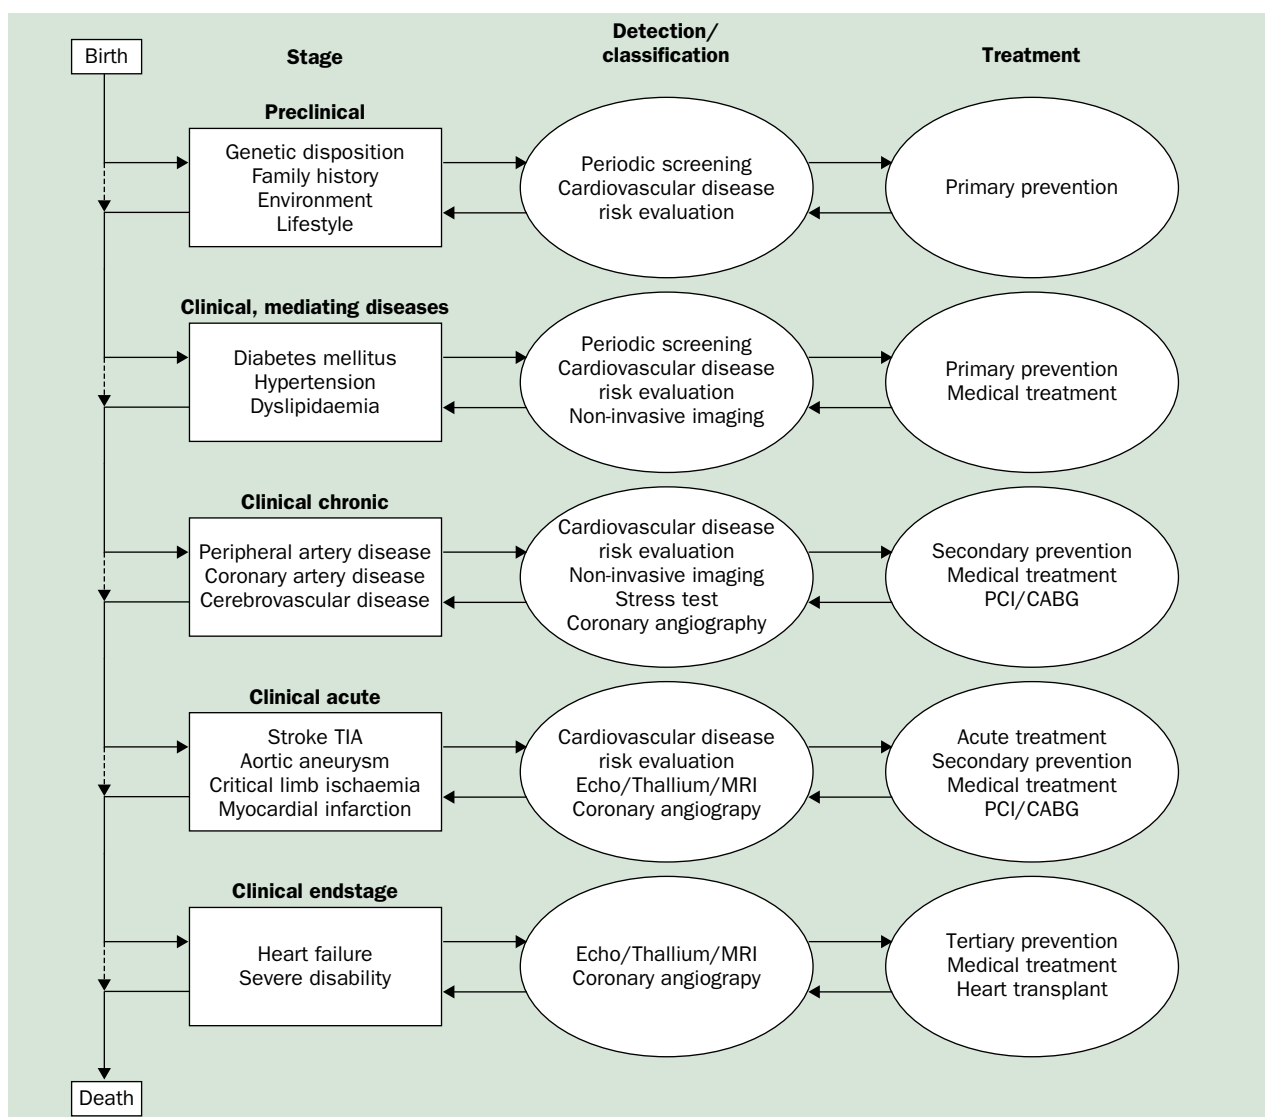 Birth
Stage
Detection/
classification
Treatment
Preclinical
Genetic disposition
Family history
Environment
Lifestyle
Periodic screening
Cardiovascular disease
risk evaluation
Primary prevention
Clinical, mediating diseases
Diabetes mellitus
Hypertension
Dyslipidaemia
Periodic screening
Cardiovascular disease
risk evaluation
Non-invasive imaging
Primary prevention
Medical treatment
Clinical chronic
Peripheral artery disease
Coronary artery disease
Cerebrovascular disease
Cardiovascular disease
risk evaluation
Non-invasive imaging
Stress test
Coronary angiography
Secondary prevention
Medical treatment
PCI/CABG
Clinical acute
Stroke TIA
Aortic aneurysm
Critical limb ischaemia
Myocardial infarction
Cardiovascular disease
risk evaluation
Echo/Thallium/MRI
Coronary angiograpy
Acute treatment
Secondary prevention
Medical treatment
PCI/CABG
Clinical endstage
Heart failure
Severe disability
Echo/Thallium/MRI
Coronary angiograpy
Tertiary prevention
Medical treatment
Heart transplant
Death